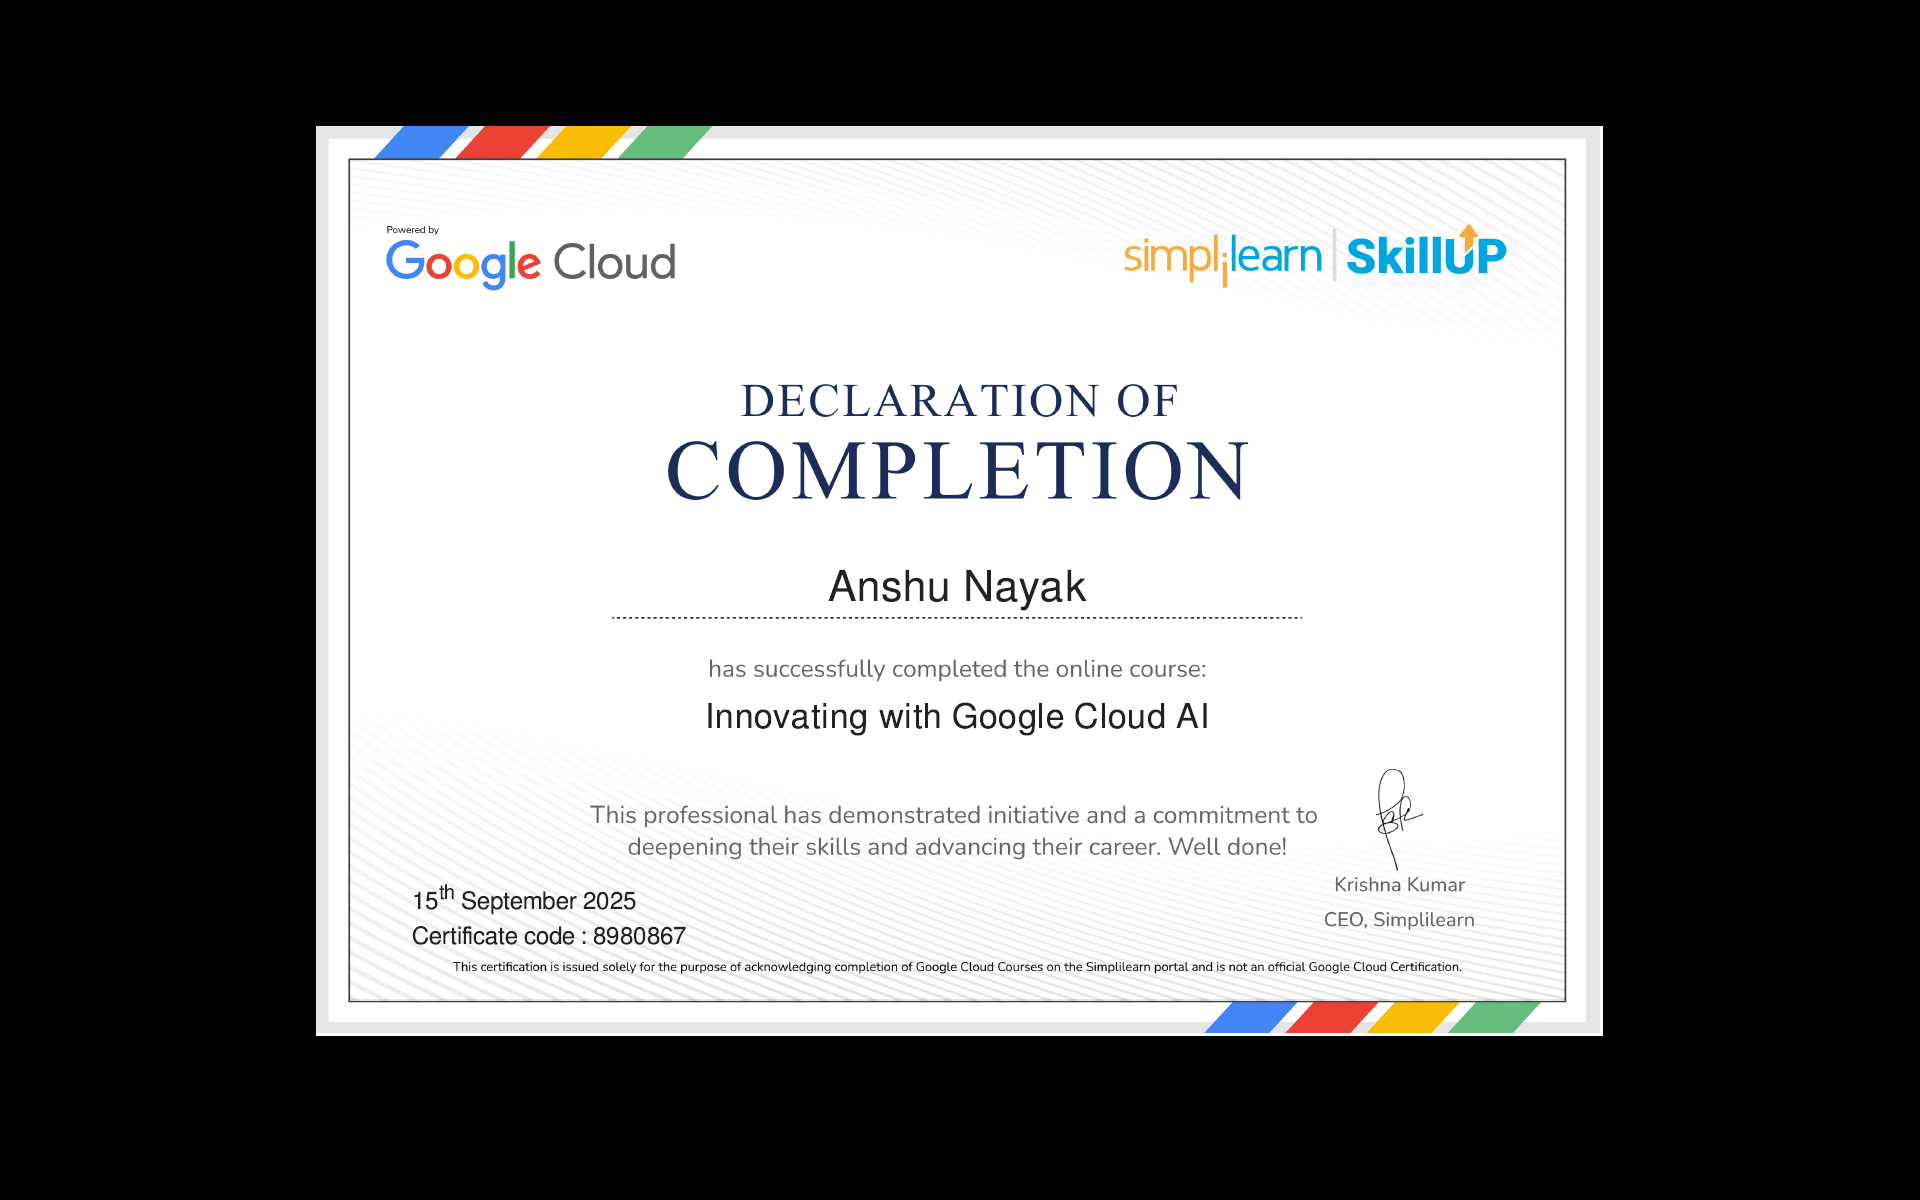 Powered by
Google Cloud
simplilearn | SkillUP
DECLARATION OF
COMPLETION
Anshu Nayak
has successfully completed the online course:
Innovating with Google Cloud AI
This professional has demonstrated initiative and a commitment to
deepening their skills and advancing their career. Well done!
Krishna Kumar
CEO, Simplilearn
15th September 2025
Certificate code : 8980867
This certification is issued solely for the purpose of acknowledging completion of Google Cloud Courses on the Simplilearn portal and is not an official Google Cloud Certification.